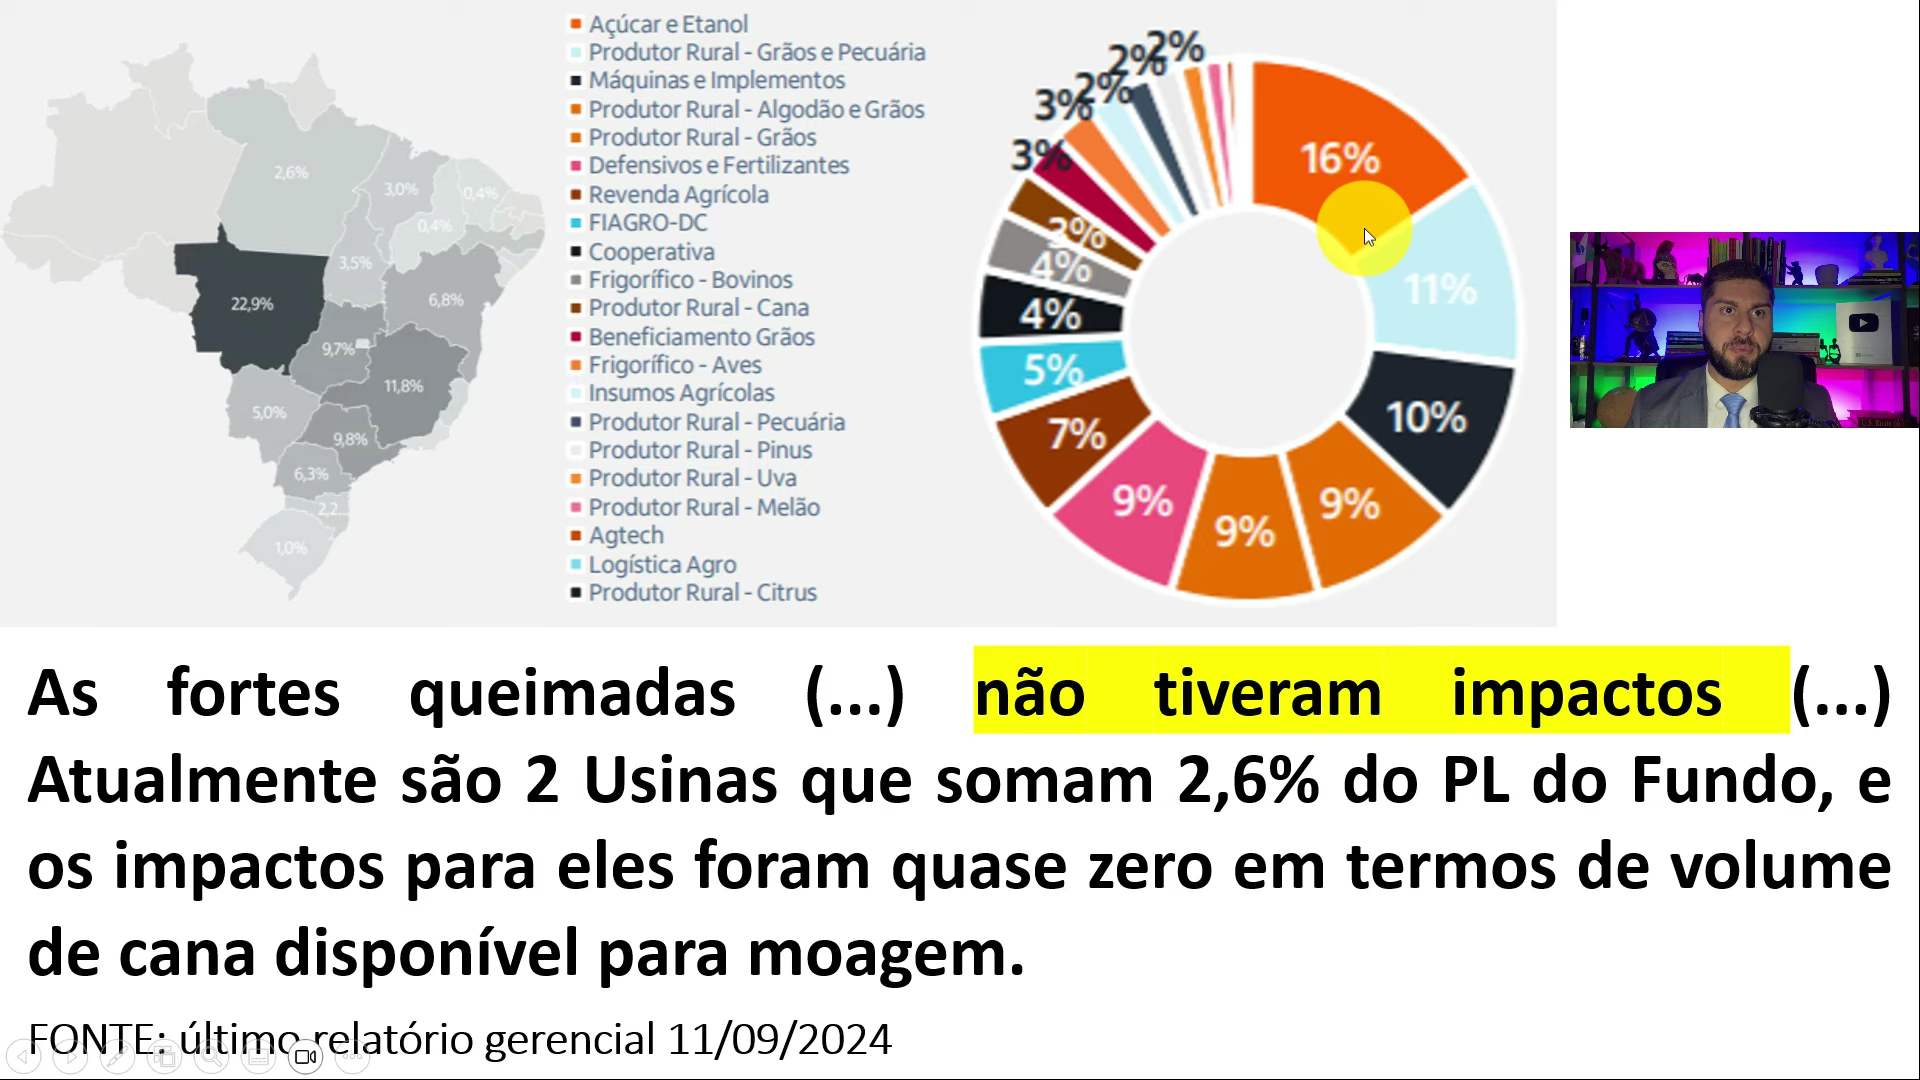 2,6%
3,0%
0,4%
0,4%
3,5%
22,9%
6,8%
9,7%
11,8%
5,0%
9,8%
6,3%
2,2...
1,0%
Açúcar e Etanol
Produtor Rural - Grãos e Pecuária
Máquinas e Implementos
Produtor Rural - Algodão e Grãos
Produtor Rural - Grãos
Defensivos e Fertilizantes
Revenda Agrícola
FIAGRO-DC
Cooperativa
Frigorífico - Bovinos
Produtor Rural - Cana
Beneficiamento Grãos
Frigorífico - Aves
Insumos Agrícolas
Produtor Rural - Pecuária
Produtor Rural - Pinus
Produtor Rural - Uva
Produtor Rural - Melão
Agtech
Logística Agro
Produtor Rural - Citrus
16%
11%
10%
9%
9%
9%
7%
5%
4%
4%
3%
3%
3%
2%
2%
2%
As fortes queimadas (...) não tiveram impactos (...)
Atualmente são 2 Usinas que somam 2,6% do PL do Fundo, e
os impactos para eles foram quase zero em termos de volume
de cana disponível para moagem.
FONTE: último relatório gerencial 11/09/2024